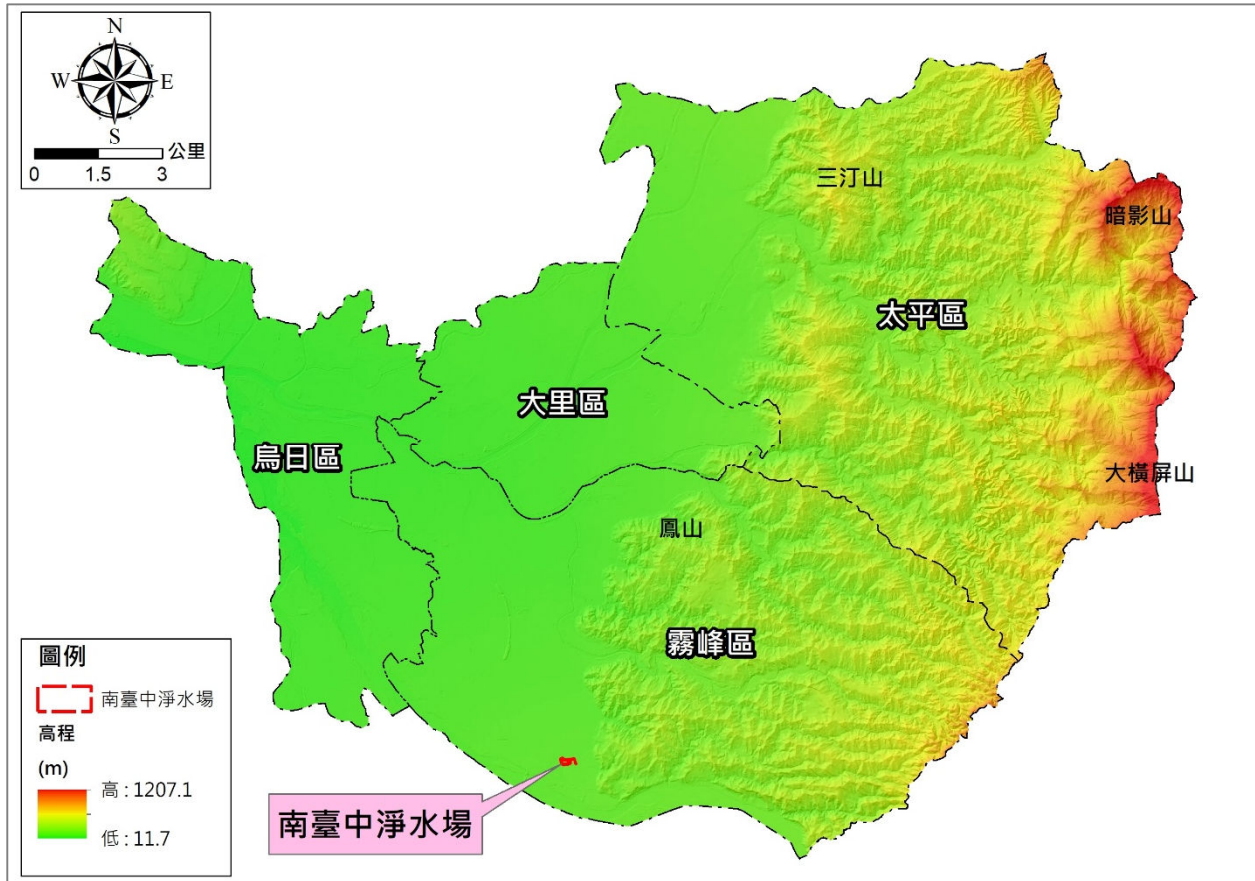 N
W
E
S
公里
0
1.5
3
三汀山
暗影山
太平區
大里區
烏日區
大橫屏山
鳳山
霧峰區
圖例
南臺中淨水場
高程
(m)
高 : 1207.1
低 : 11.7
南臺中淨水場